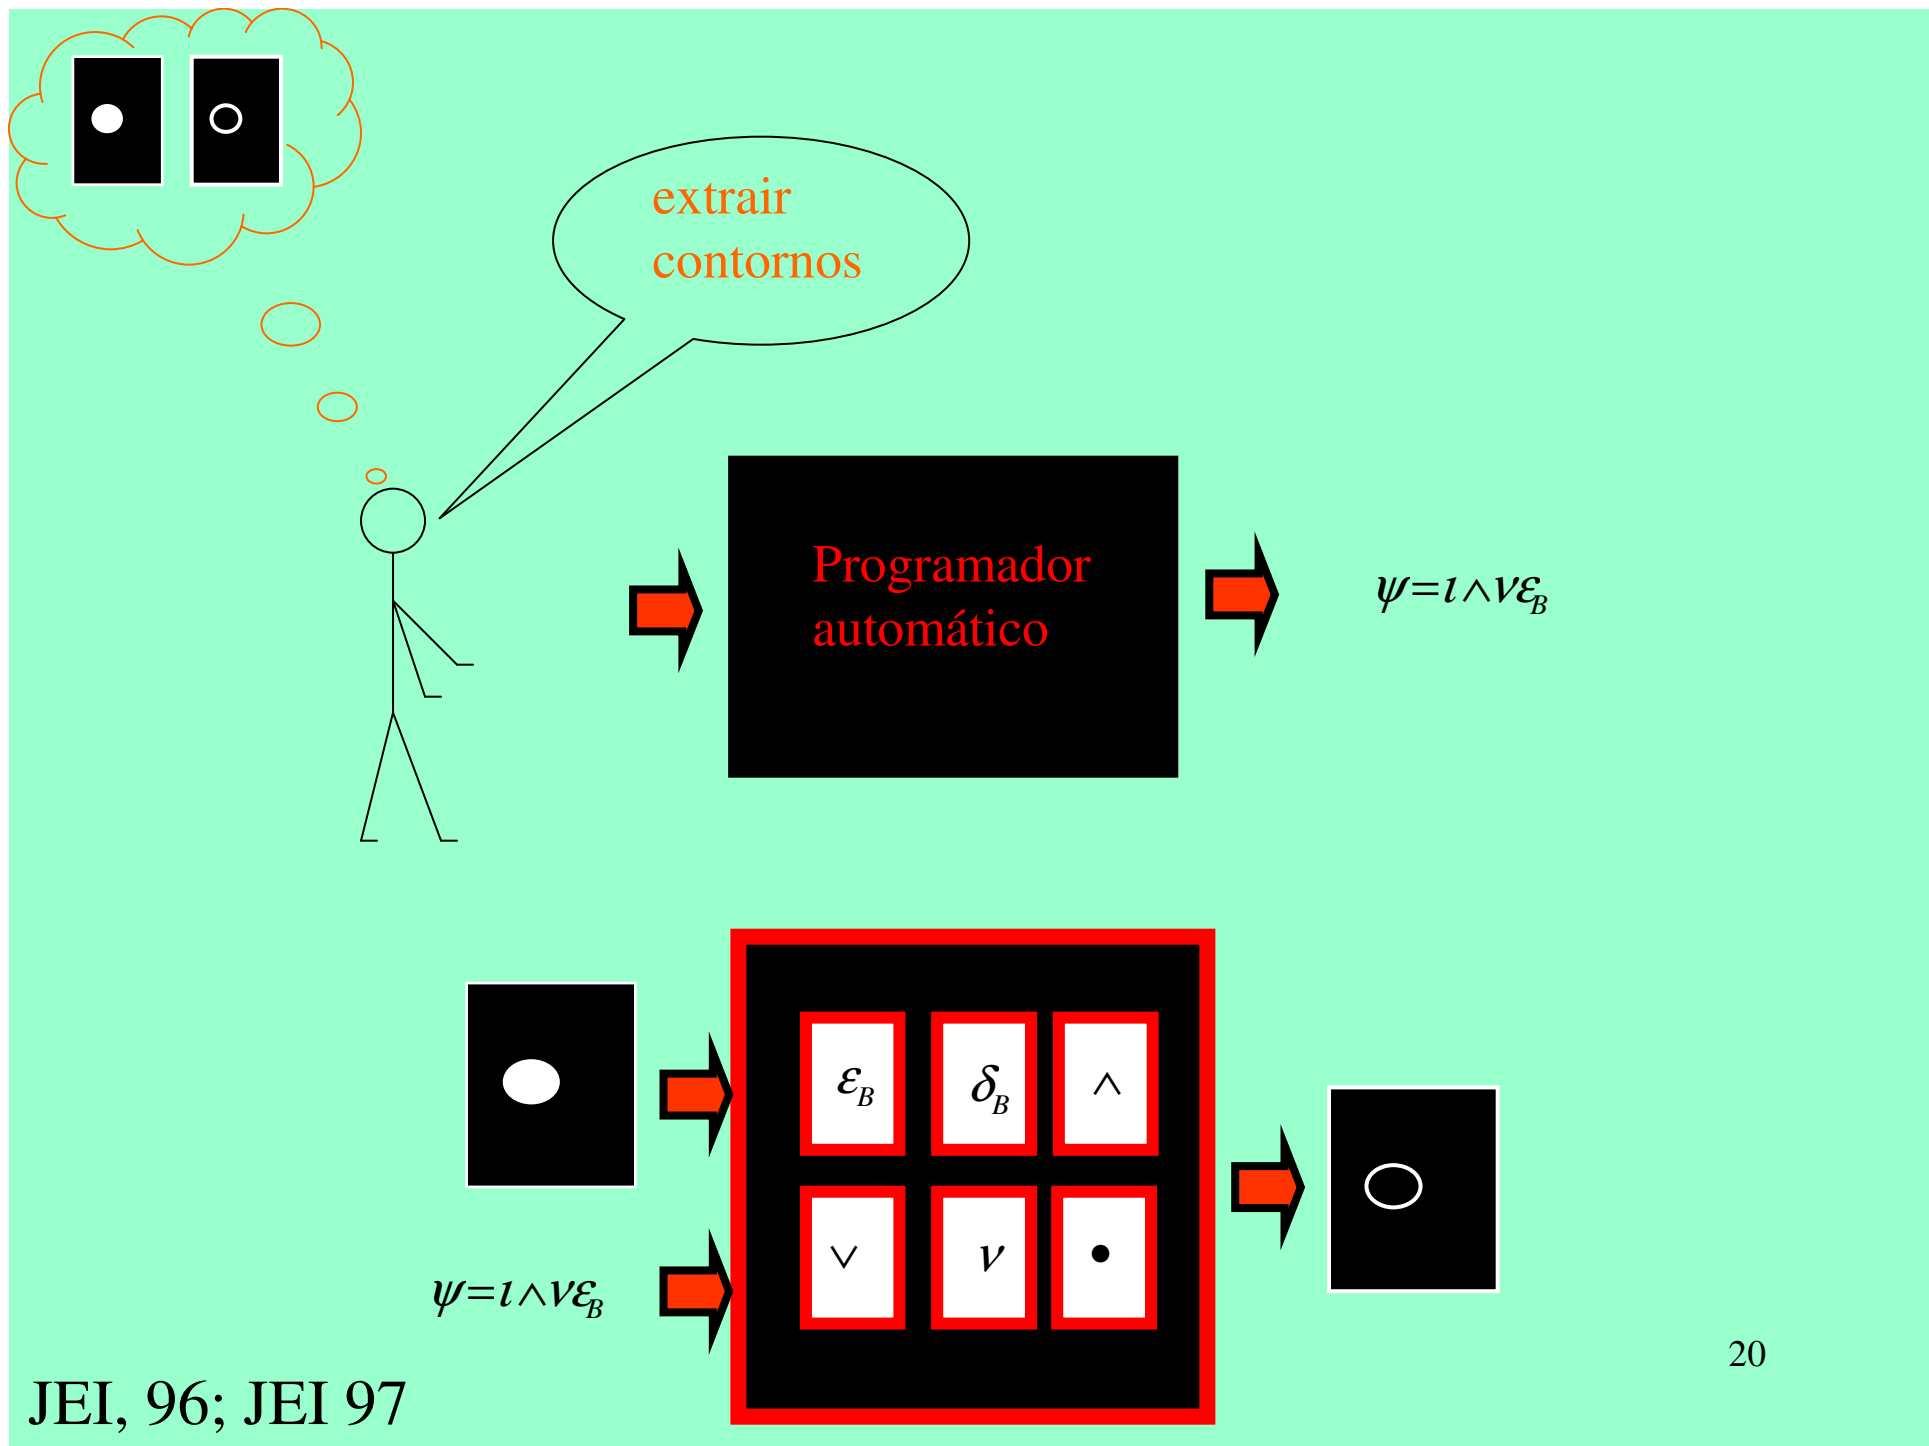 extrair
contornos
Programador
automático
ψ=ι∧νε_B
ε_B δ_B ∧
∨ ν •
ψ=ι∧νε_B
20
JEI, 96; JEI 97